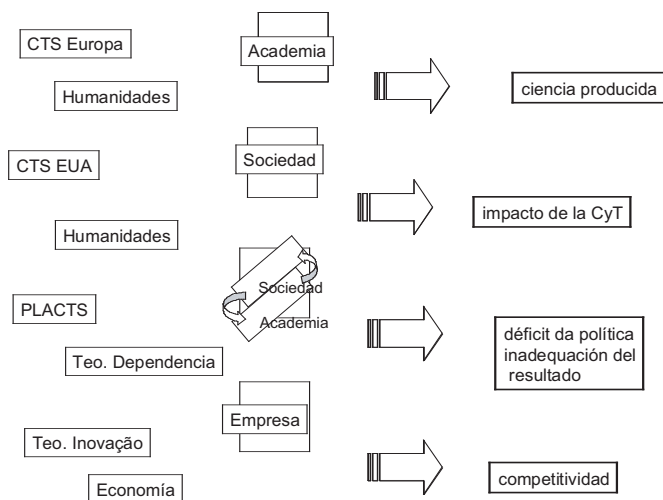 CTS Europa
Humanidades
Academia
ciencia producida
CTS EUA
Humanidades
Sociedad
impacto de la CyT
PLACTS
Teo. Dependencia
Sociedad
Academia
déficit da política
inadequación del
resultado
Teo. Inovação
Economía
Empresa
competitividad